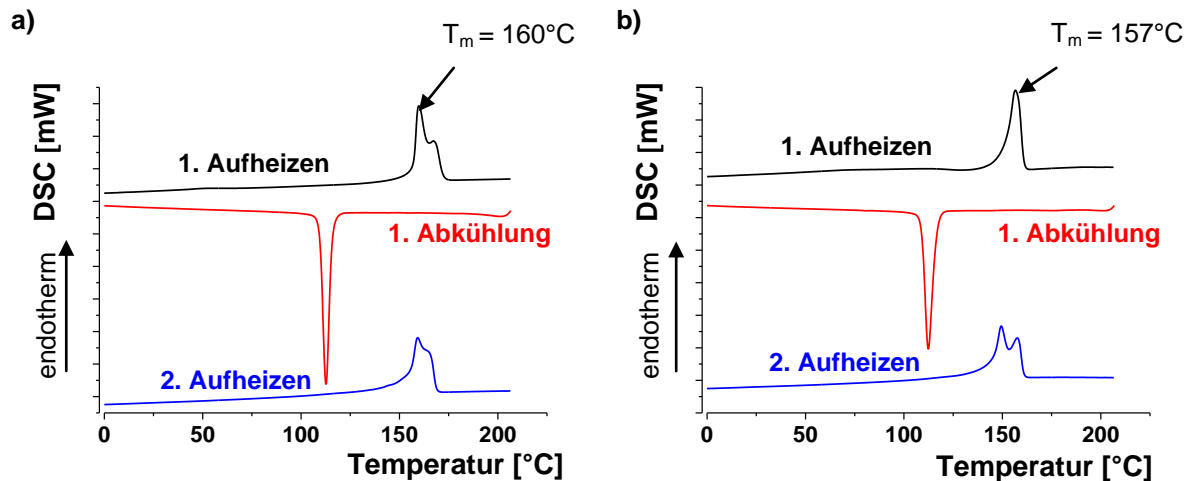 a)
T_m = 160°C
DSC [mW]
endotherm
1. Aufheizen
1. Abkühlung
2. Aufheizen
0 50 100 150 200
Temperatur [°C]
b)
T_m = 157°C
DSC [mW]
endotherm
1. Aufheizen
1. Abkühlung
2. Aufheizen
0 50 100 150 200
Temperatur [°C]